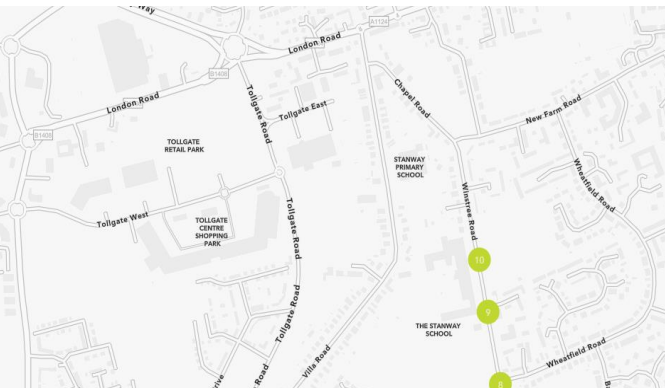 Way
A1124
London Road
B1408
London Road
Tollgate Road
Tollgate East
Chapel Road
New Farm Road
B1408
TOLLGATE
RETAIL PARK
STANWAY
PRIMARY
SCHOOL
Wheatfield Road
Winstree Road
Tollgate West
TOLLGATE
CENTRE
SHOPPING
PARK
Tollgate Road
10
9
Tollgate Road
THE STANWAY
SCHOOL
Villa Road
Wheatfield Road
Road
8